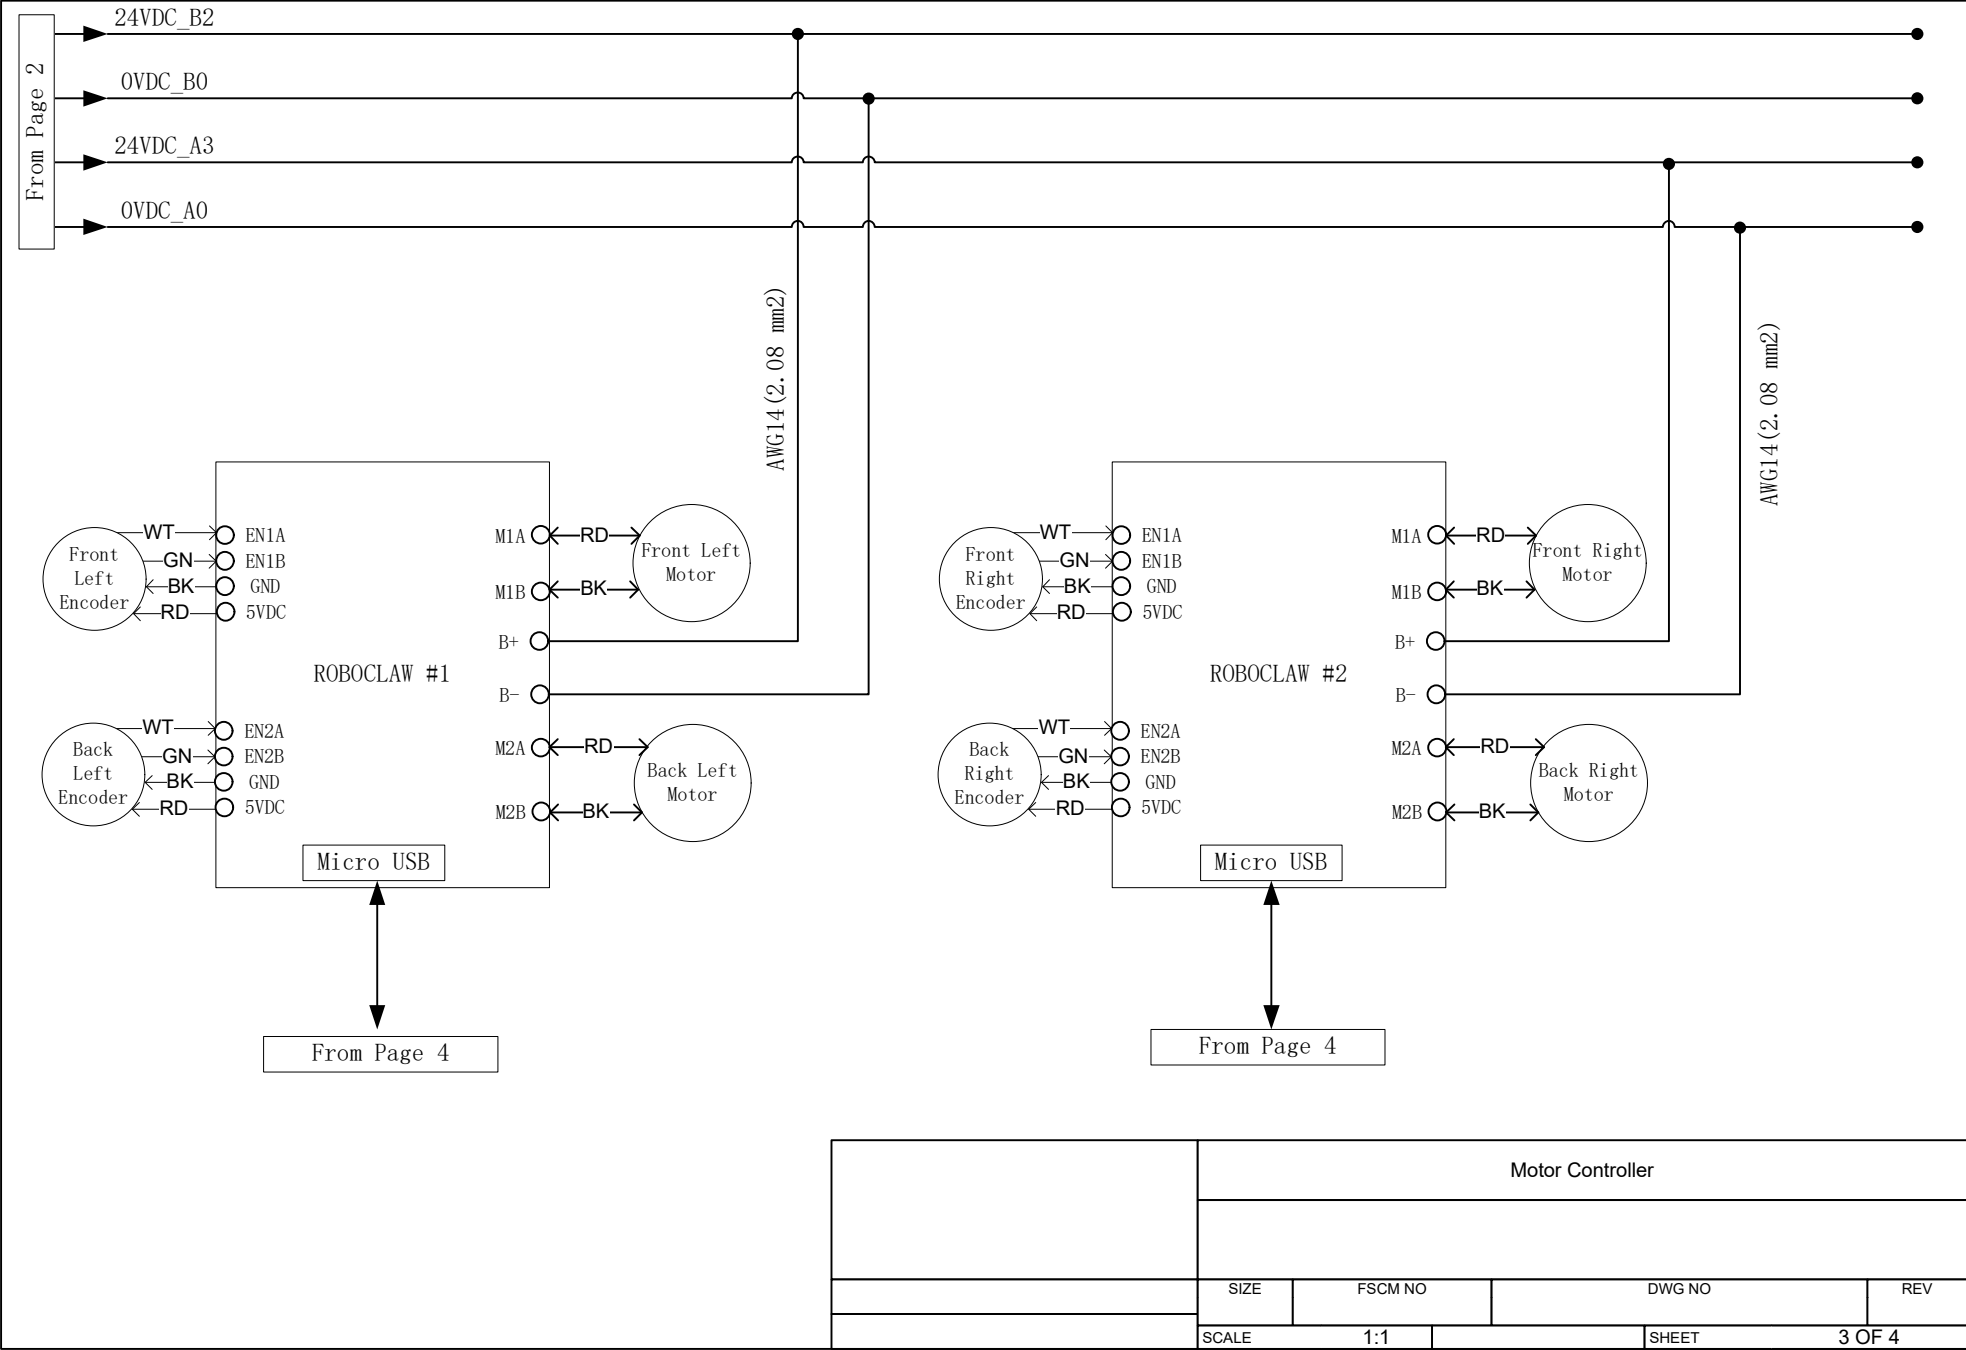 From Page 2
24VDC_B2
0VDC_B0
24VDC_A3
0VDC_A0
AWG14(2.08 mm2)
AWG14(2.08 mm2)
Front
Left
Encoder
WT
GN
BK
RD
EN1A
EN1B
GND
5VDC
Back
Left
Encoder
WT
GN
BK
RD
EN2A
EN2B
GND
5VDC
ROBOCLAW #1
M1A
M1B
B+
B-
M2A
M2B
RD
BK
Front Left
Motor
RD
BK
Back Left
Motor
Micro USB
From Page 4
Front
Right
Encoder
WT
GN
BK
RD
EN1A
EN1B
GND
5VDC
Back
Right
Encoder
WT
GN
BK
RD
EN2A
EN2B
GND
5VDC
ROBOCLAW #2
M1A
M1B
B+
B-
M2A
M2B
RD
BK
Front Right
Motor
RD
BK
Back Right
Motor
Micro USB
From Page 4
Motor Controller
SIZE FSCM NO DWG NO REV
SCALE 1:1 SHEET 3 OF 4